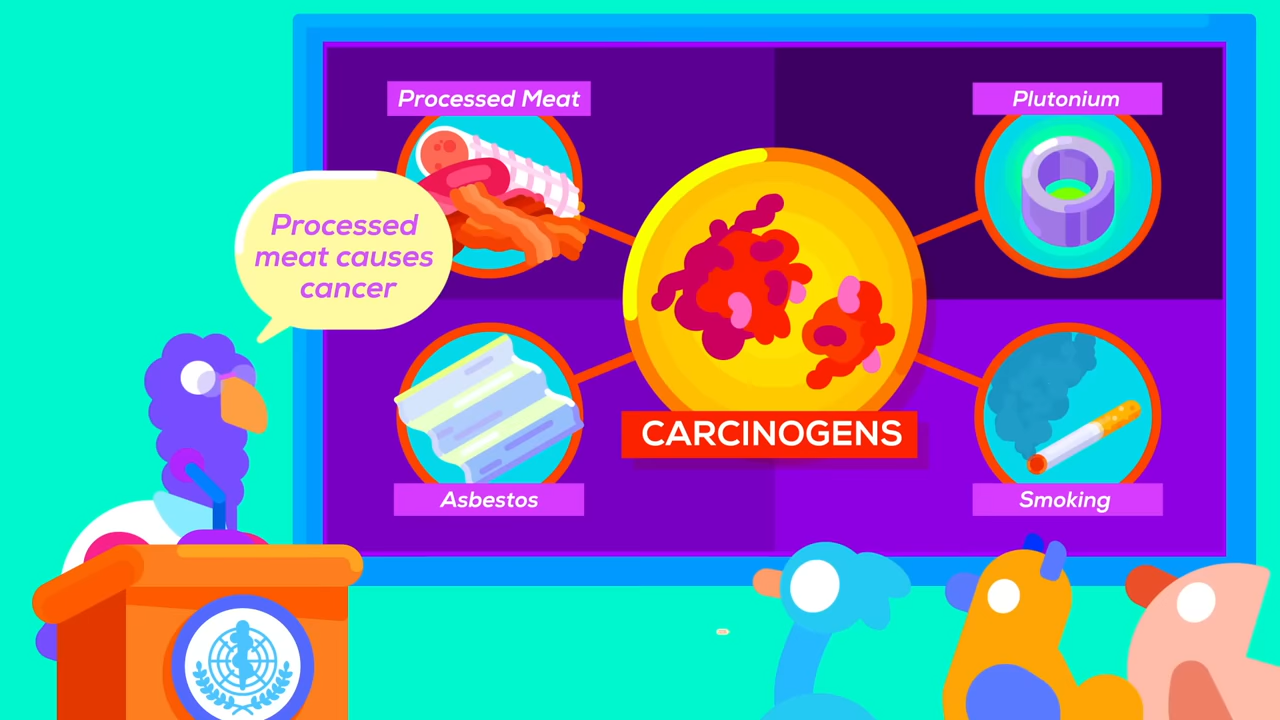 Processed Meat
Plutonium
Processed
meat causes
cancer
CARCINOGENS
Asbestos
Smoking